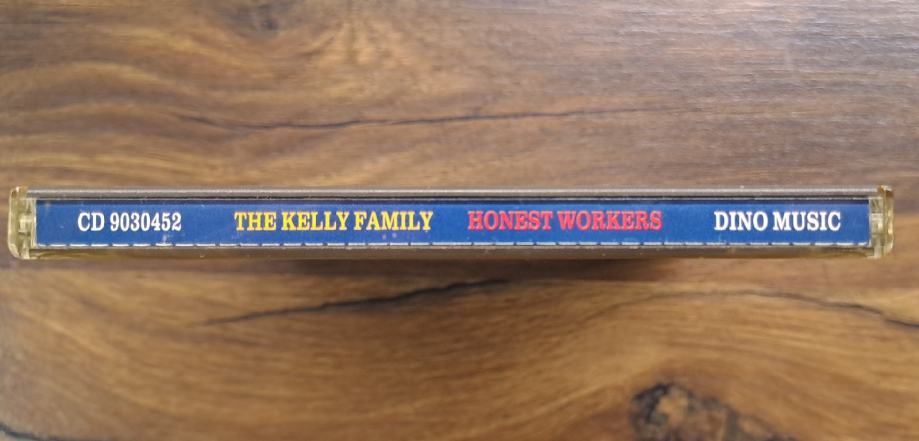 CD 9030452 THE KELLY FAMILY HONEST WORKERS DINO MUSIC